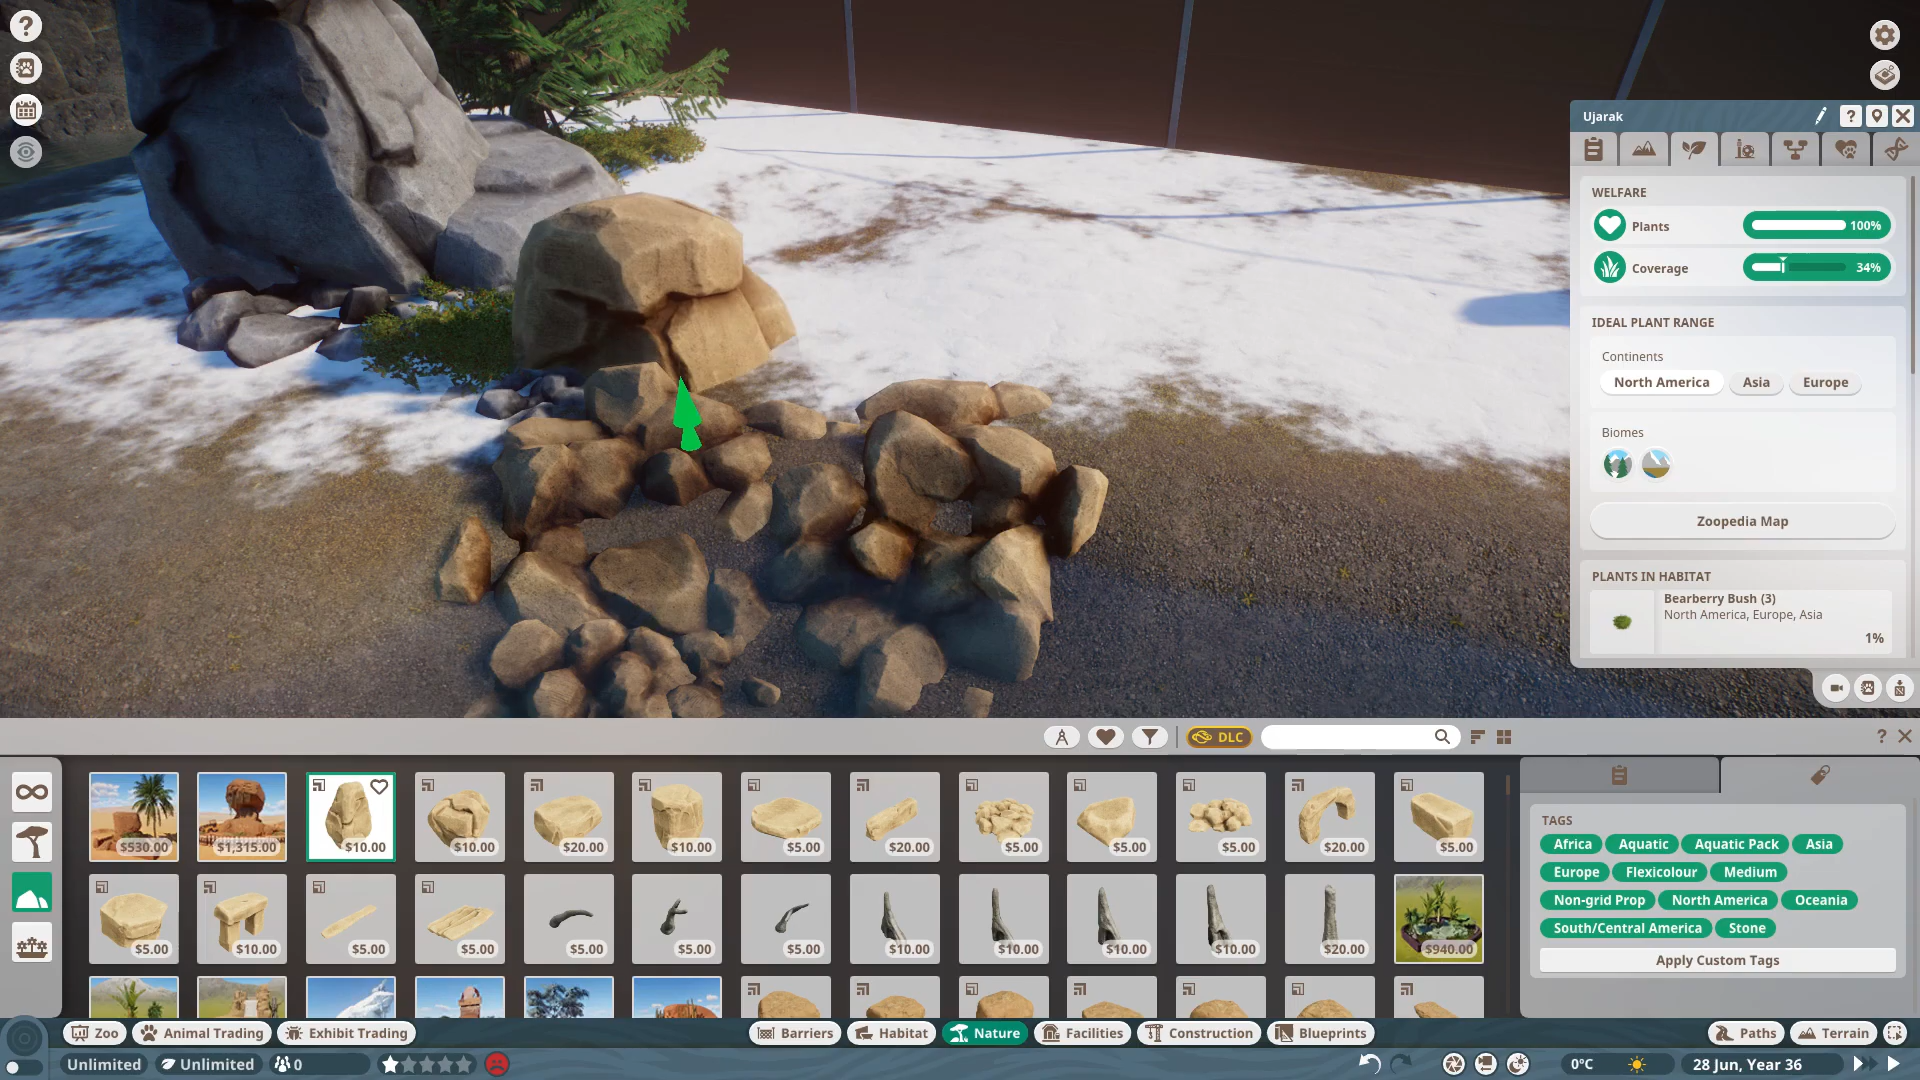 Ujarak
?
?
WELFARE
Plants
100%
Coverage
34%
IDEAL PLANT RANGE
Continents
North America
Asia
Europe
Biomes
Zoopedia Map
PLANTS IN HABITAT
Bearberry Bush (3)
North America, Europe, Asia
1%
DLC
?
$530.00
$1,315.00
$10.00
$10.00
$20.00
$10.00
$5.00
$20.00
$5.00
$5.00
$5.00
$20.00
$5.00
$5.00
$10.00
$5.00
$5.00
$5.00
$5.00
$5.00
$10.00
$10.00
$10.00
$10.00
$20.00
$940.00
TAGS
Africa
Aquatic
Aquatic Pack
Asia
Europe
Flexicolour
Medium
Non-grid Prop
North America
Oceania
South/Central America
Stone
Apply Custom Tags
Zoo
Animal Trading
Exhibit Trading
Barriers
Habitat
Nature
Facilities
Construction
Blueprints
Paths
Terrain
Unlimited
Unlimited
0
0°C
28 Jun, Year 36